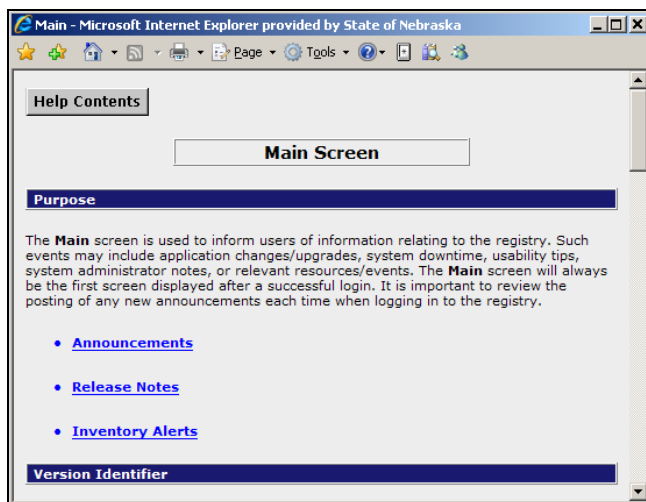 Main - Microsoft Internet Explorer provided by State of Nebraska
Page Tools
Help Contents
Main Screen
Purpose
The Main screen is used to inform users of information relating to the registry. Such
events may include application changes/upgrades, system downtime, usability tips,
system administrator notes, or relevant resources/events. The Main screen will always
be the first screen displayed after a successful login. It is important to review the
posting of any new announcements each time when logging in to the registry.
• Announcements
• Release Notes
• Inventory Alerts
Version Identifier